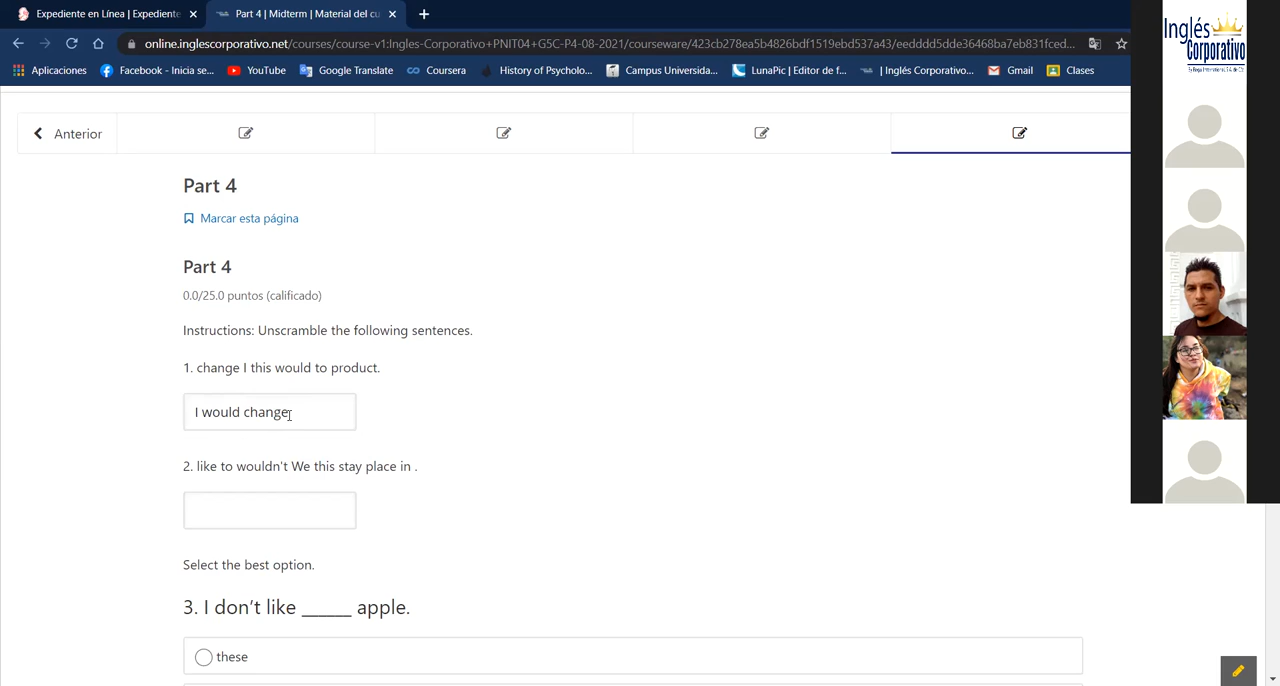 Expediente en Línea | Expediente
Part 4 | Midterm | Material del cu
online.inglescorporativo.net/courses/course-v1:Ingles-Corporativo+PNIT04+G5C-P4-08-2021/courseware/423cb278ea5b4826bdf1519ebd537a43/eedddd5dde36468ba7eb831fced...
Aplicaciones
Facebook - Inicia se...
YouTube
Google Translate
Coursera
History of Psycholo...
Campus Universida...
LunaPic | Editor de f...
| Inglés Corporativo...
Gmail
Clases
Inglés
Corporativo
Anterior
Part 4
Marcar esta página
Part 4
0.0/25.0 puntos (calificado)
Instructions: Unscramble the following sentences.
1. change I this would to product.
I would change
2. like to wouldn't We this stay place in .
Select the best option.
3. I don't like ______ apple.
these